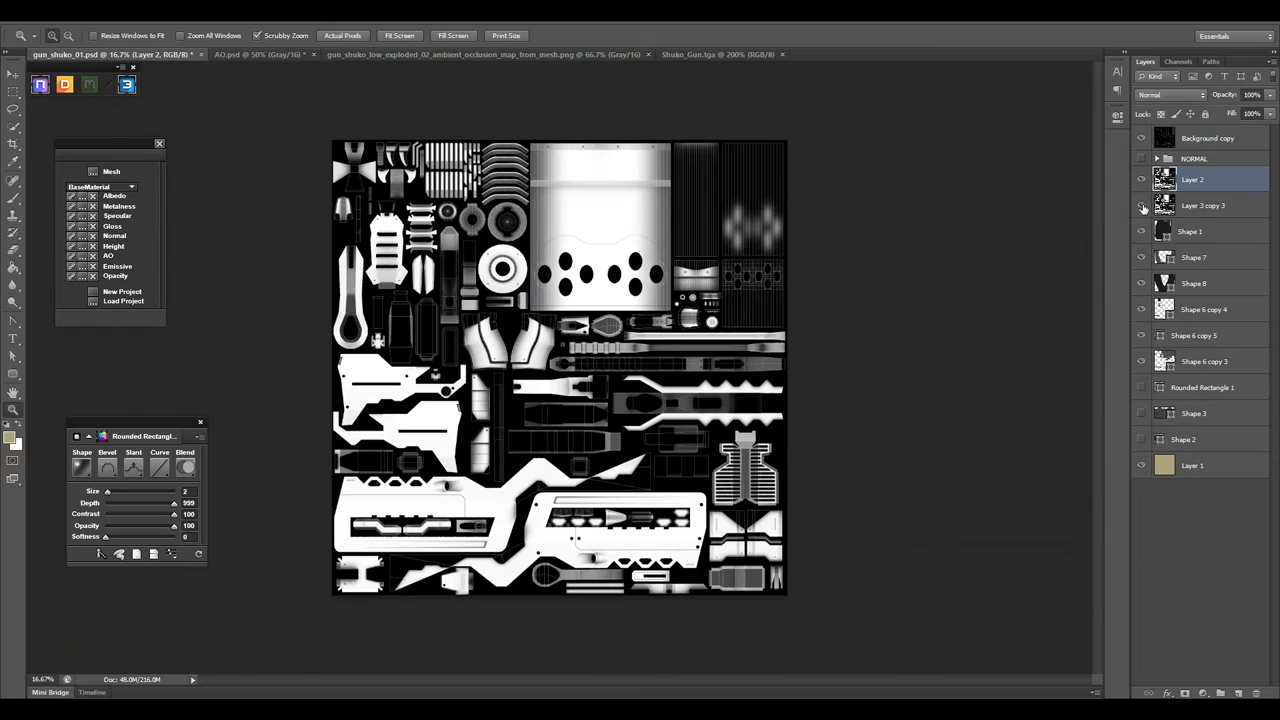 Resize Windows to Fit Zoom All Windows Scrubby Zoom Actual Pixels Fit Screen Fill Screen Print Size Essentials
gun_shuko_01.psd @ 16.7% (Layer 2, RGB/8) * × AO.psd @ 50% (Gray/16) * × gun_shuko_low_exploded_02_ambient_occlusion_map_from_mesh.png @ 66.7% (Gray/16) × Shuko_Gun.tga @ 200% (RGB/8) ×
Mesh
BaseMaterial
Albedo
Metalness
Specular
Gloss
Normal
Height
AO
Emissive
Opacity
New Project
Load Project
Rounded Rectangl...
Shape Bevel Slant Curve Blend
Size 2
Depth 999
Contrast 100
Opacity 100
Softness 0
Layers Channels Paths
Kind
Normal Opacity: 100%
Lock: Fill: 100%
Background copy
NORMAL
Layer 2
Layer 3 copy 3
Shape 1
Shape 7
Shape 8
Shape 6 copy 4
Shape 6 copy 5
Shape 6 copy 3
Rounded Rectangle 1
Shape 3
Shape 2
Layer 1
16.67% Doc: 48.0M/216.0M
Mini Bridge Timeline